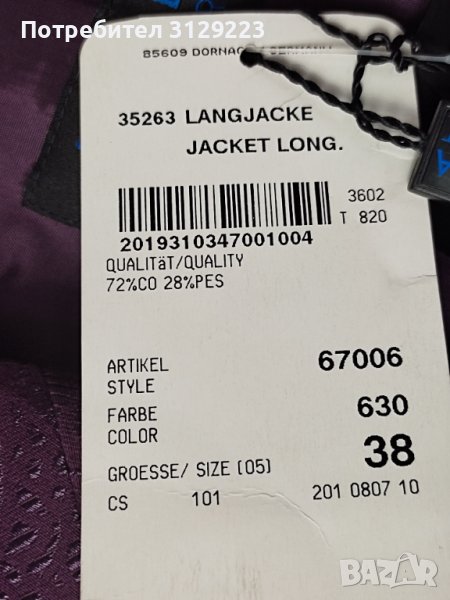 Потребител 3129223
85609 DORNACH GERMANY
35263 LANGJACKE
JACKET LONG.
3602
T 820
2019310347001004
QUALITäT/QUALITY
72%CO 28%PES
ARTIKEL 67006
STYLE
FARBE 630
COLOR
38
GROESSE/ SIZE [05]
CS 101 201 0807 10
BAZAR